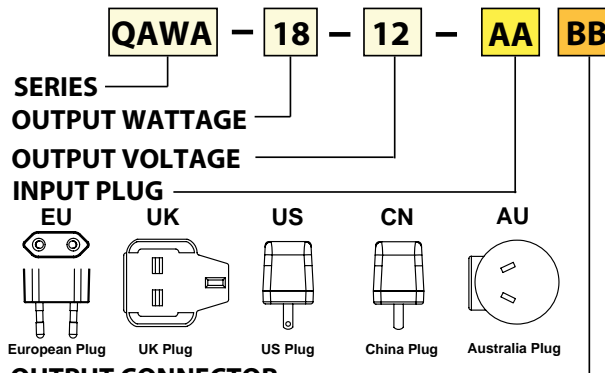 QAWA – 18 – 12 – AA BB
SERIES
OUTPUT WATTAGE
OUTPUT VOLTAGE
INPUT PLUG
EU UK US CN AU
European Plug UK Plug US Plug China Plug Australia Plug
OUTPUT CONNECTOR